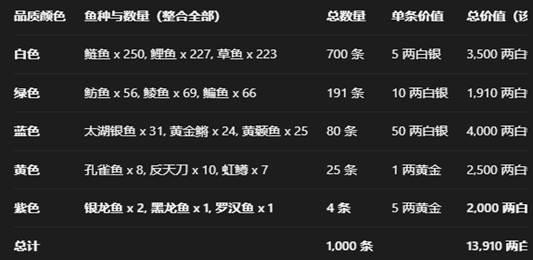 品质颜色 鱼种与数量（整合全部） 总数量 单条价值 总价值（该
白色 鲢鱼 x 250, 鲤鱼 x 227, 草鱼 x 223 700 条 5 两白银 3,500 两白
绿色 鲂鱼 x 56, 鲮鱼 x 69, 鳊鱼 x 66 191 条 10 两白银 1,910 两白
蓝色 太湖银鱼 x 31, 黄金鳉 x 24, 黄颡鱼 x 25 80 条 50 两白银 4,000 两白
黄色 孔雀鱼 x 8, 反天刀 x 10, 虹鳟 x 7 25 条 1 两黄金 2,500 两白
紫色 银龙鱼 x 2, 黑龙鱼 x 1, 罗汉鱼 x 1 4 条 5 两黄金 2,000 两白
总计 1,000 条 13,910 两白